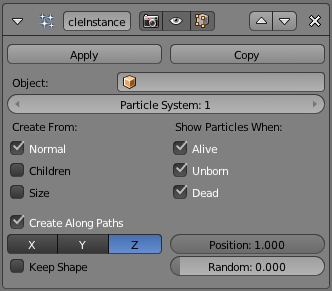 cleInstance
Apply Copy
Object:
Particle System: 1
Create From: Show Particles When:
Normal Alive
Children Unborn
Size Dead
Create Along Paths
X Y Z Position: 1.000
Keep Shape Random: 0.000